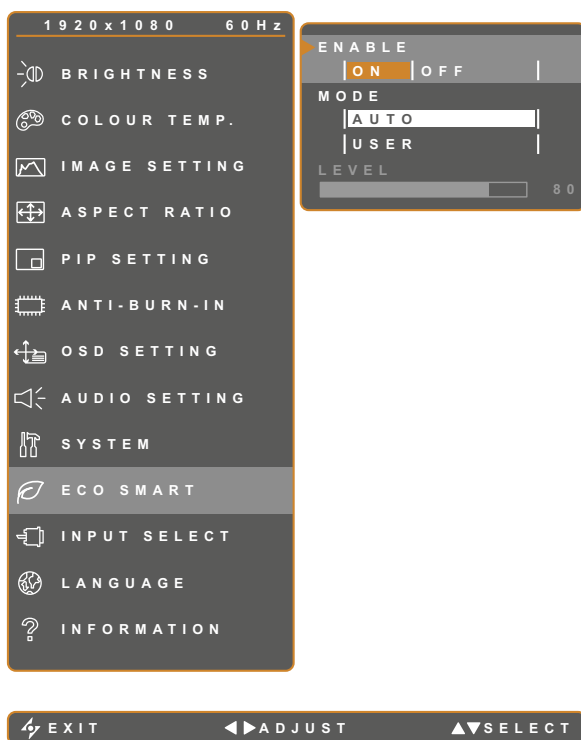 1920x1080 60Hz
BRIGHTNESS
COLOUR TEMP.
IMAGE SETTING
ASPECT RATIO
PIP SETTING
ANTI-BURN-IN
OSD SETTING
AUDIO SETTING
SYSTEM
ECO SMART
INPUT SELECT
LANGUAGE
INFORMATION
ENABLE
ON OFF
MODE
AUTO
USER
LEVEL
80
EXIT ADJUST SELECT